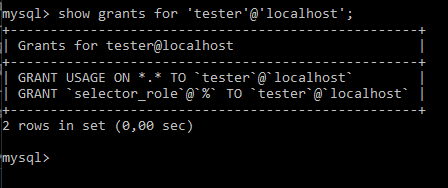 mysql> show grants for 'tester'@'localhost';
+-----------------------------------------------------+
| Grants for tester@localhost                         |
+-----------------------------------------------------+
| GRANT USAGE ON *.* TO `tester`@`localhost`          |
| GRANT `selector_role`@`%` TO `tester`@`localhost` |
+-----------------------------------------------------+
2 rows in set (0,00 sec)
mysql>